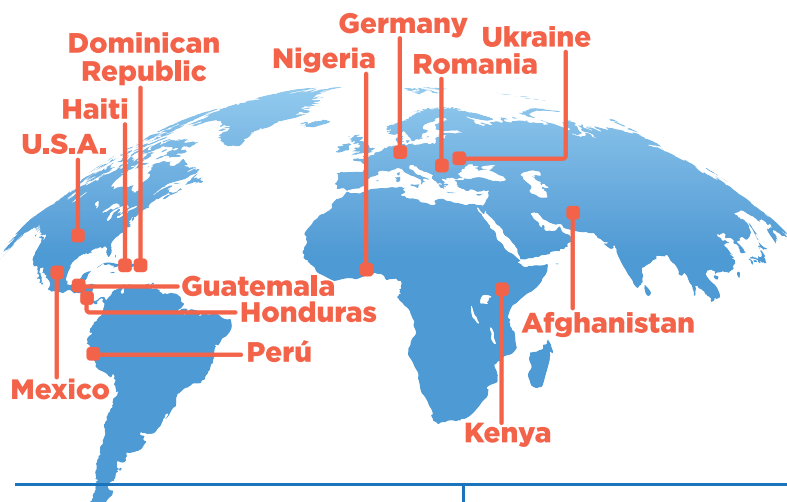 Germany
Ukraine
Dominican
Republic
Nigeria
Romania
Haiti
U.S.A.
Guatemala
Honduras
Afghanistan
Perú
Mexico
Kenya